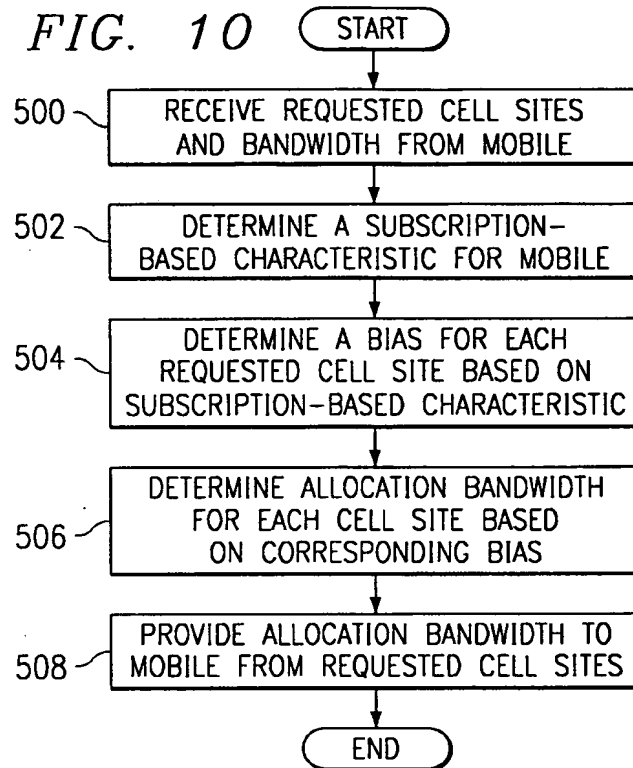 FIG. 10
START
500
RECEIVE REQUESTED CELL SITES
AND BANDWIDTH FROM MOBILE
502
DETERMINE A SUBSCRIPTION-
BASED CHARACTERISTIC FOR MOBILE
504
DETERMINE A BIAS FOR EACH
REQUESTED CELL SITE BASED ON
SUBSCRIPTION-BASED CHARACTERISTIC
506
DETERMINE ALLOCATION BANDWIDTH
FOR EACH CELL SITE BASED
ON CORRESPONDING BIAS
508
PROVIDE ALLOCATION BANDWIDTH TO
MOBILE FROM REQUESTED CELL SITES
END